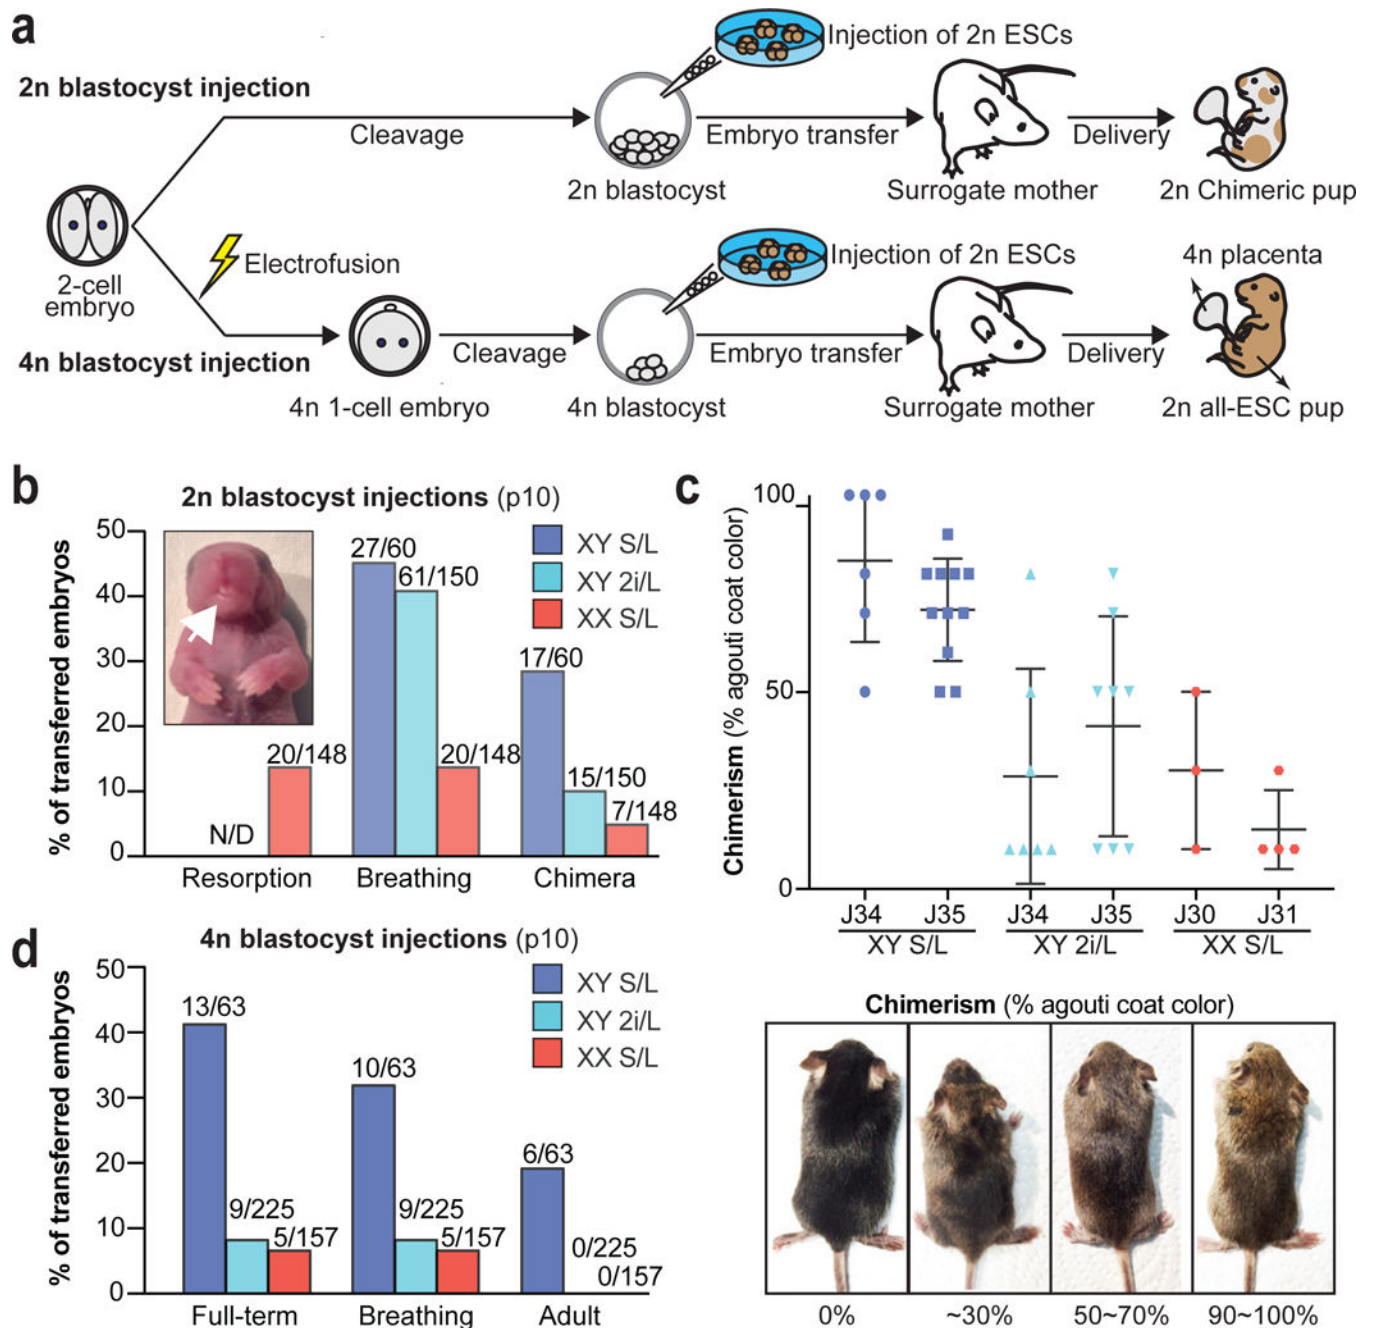 a
2n blastocyst injection
Injection of 2n ESCs
Cleavage
Embryo transfer
Delivery
2n blastocyst
Surrogate mother
2n Chimeric pup
2-cell
embryo
Electrofusion
Injection of 2n ESCs
4n placenta
4n blastocyst injection
Cleavage
Embryo transfer
Delivery
4n 1-cell embryo
4n blastocyst
Surrogate mother
2n all-ESC pup
b
2n blastocyst injections (p10)
% of transferred embryos
50
40
30
20
10
0
XY S/L
XY 2i/L
XX S/L
N/D
20/148
27/60
61/150
20/148
17/60
15/150
7/148
Resorption
Breathing
Chimera
c
Chimerism (% agouti coat color)
100
50
0
J34
J35
J34
J35
J30
J31
XY S/L
XY 2i/L
XX S/L
Chimerism (% agouti coat color)
0%
~30%
50~70%
90~100%
d
4n blastocyst injections (p10)
% of transferred embryos
50
40
30
20
10
0
XY S/L
XY 2i/L
XX S/L
13/63
9/225
5/157
10/63
9/225
5/157
6/63
0/225
0/157
Full-term
Breathing
Adult